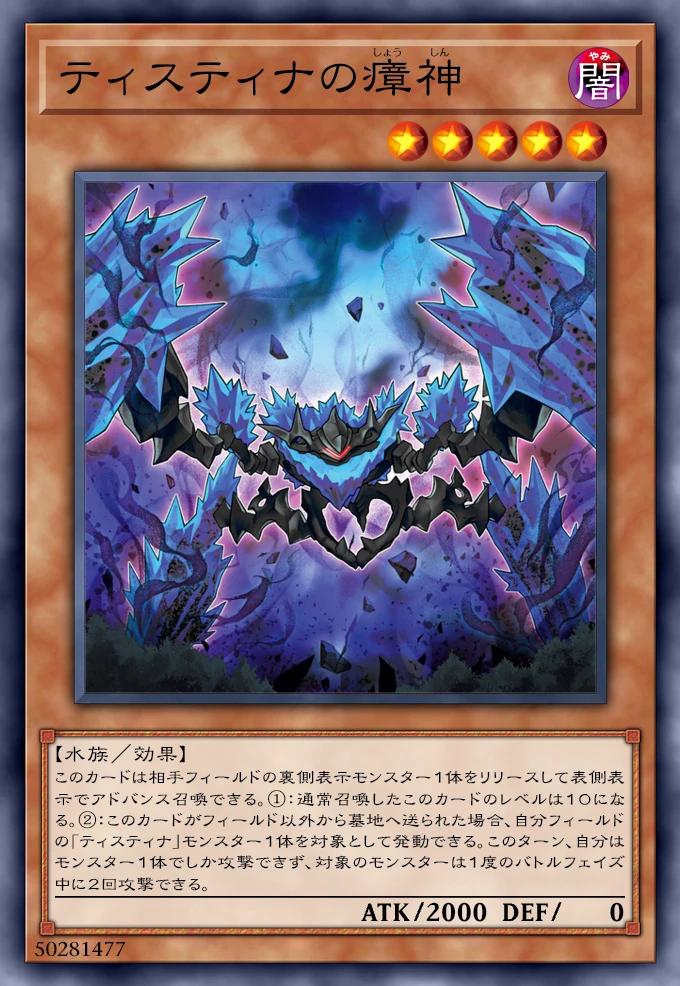 ティスティナの瘴神
しょう しん
闇
やみ
【水族／効果】
このカードは相手フィールドの裏側表示モンスター１体をリリースして表側表
示でアドバンス召喚できる。①：通常召喚したこのカードのレベルは１０にな
る。②：このカードがフィールド以外から墓地へ送られた場合、自分フィールド
の「ティスティナ」モンスター１体を対象として発動できる。このターン、自分は
モンスター１体でしか攻撃できず、対象のモンスターは１度のバトルフェイズ
中に２回攻撃できる。
ATK/2000 DEF/ 0
50281477